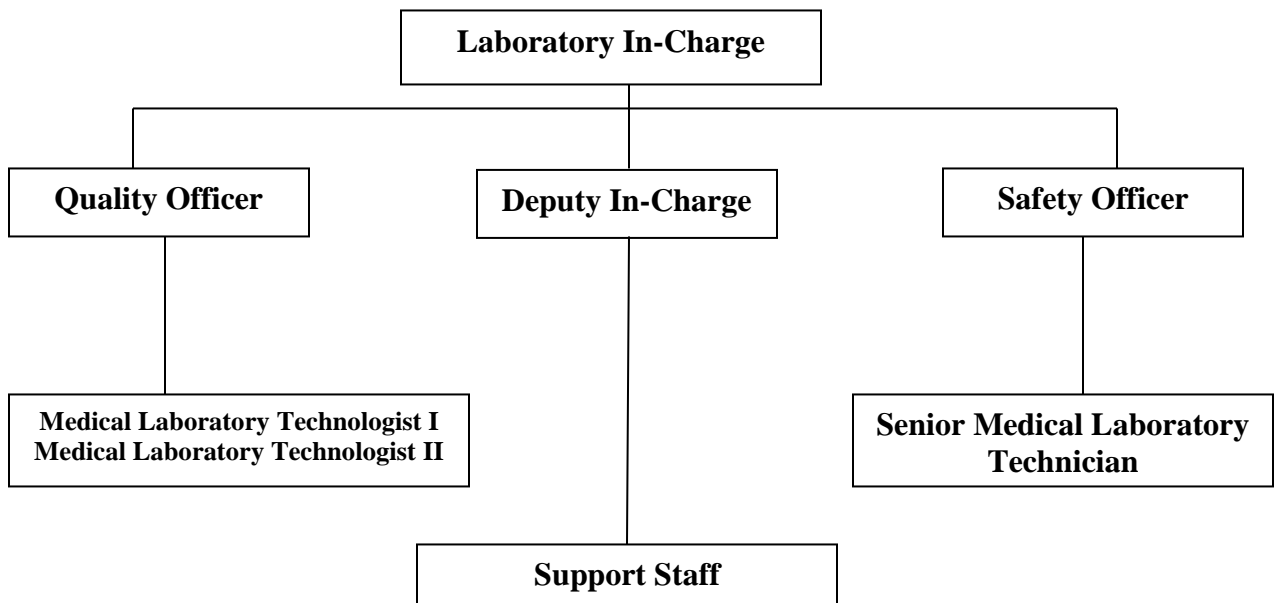 Laboratory In-Charge
Quality Officer
Deputy In-Charge
Safety Officer
Medical Laboratory Technologist I
Medical Laboratory Technologist II
Senior Medical Laboratory
Technician
Support Staff